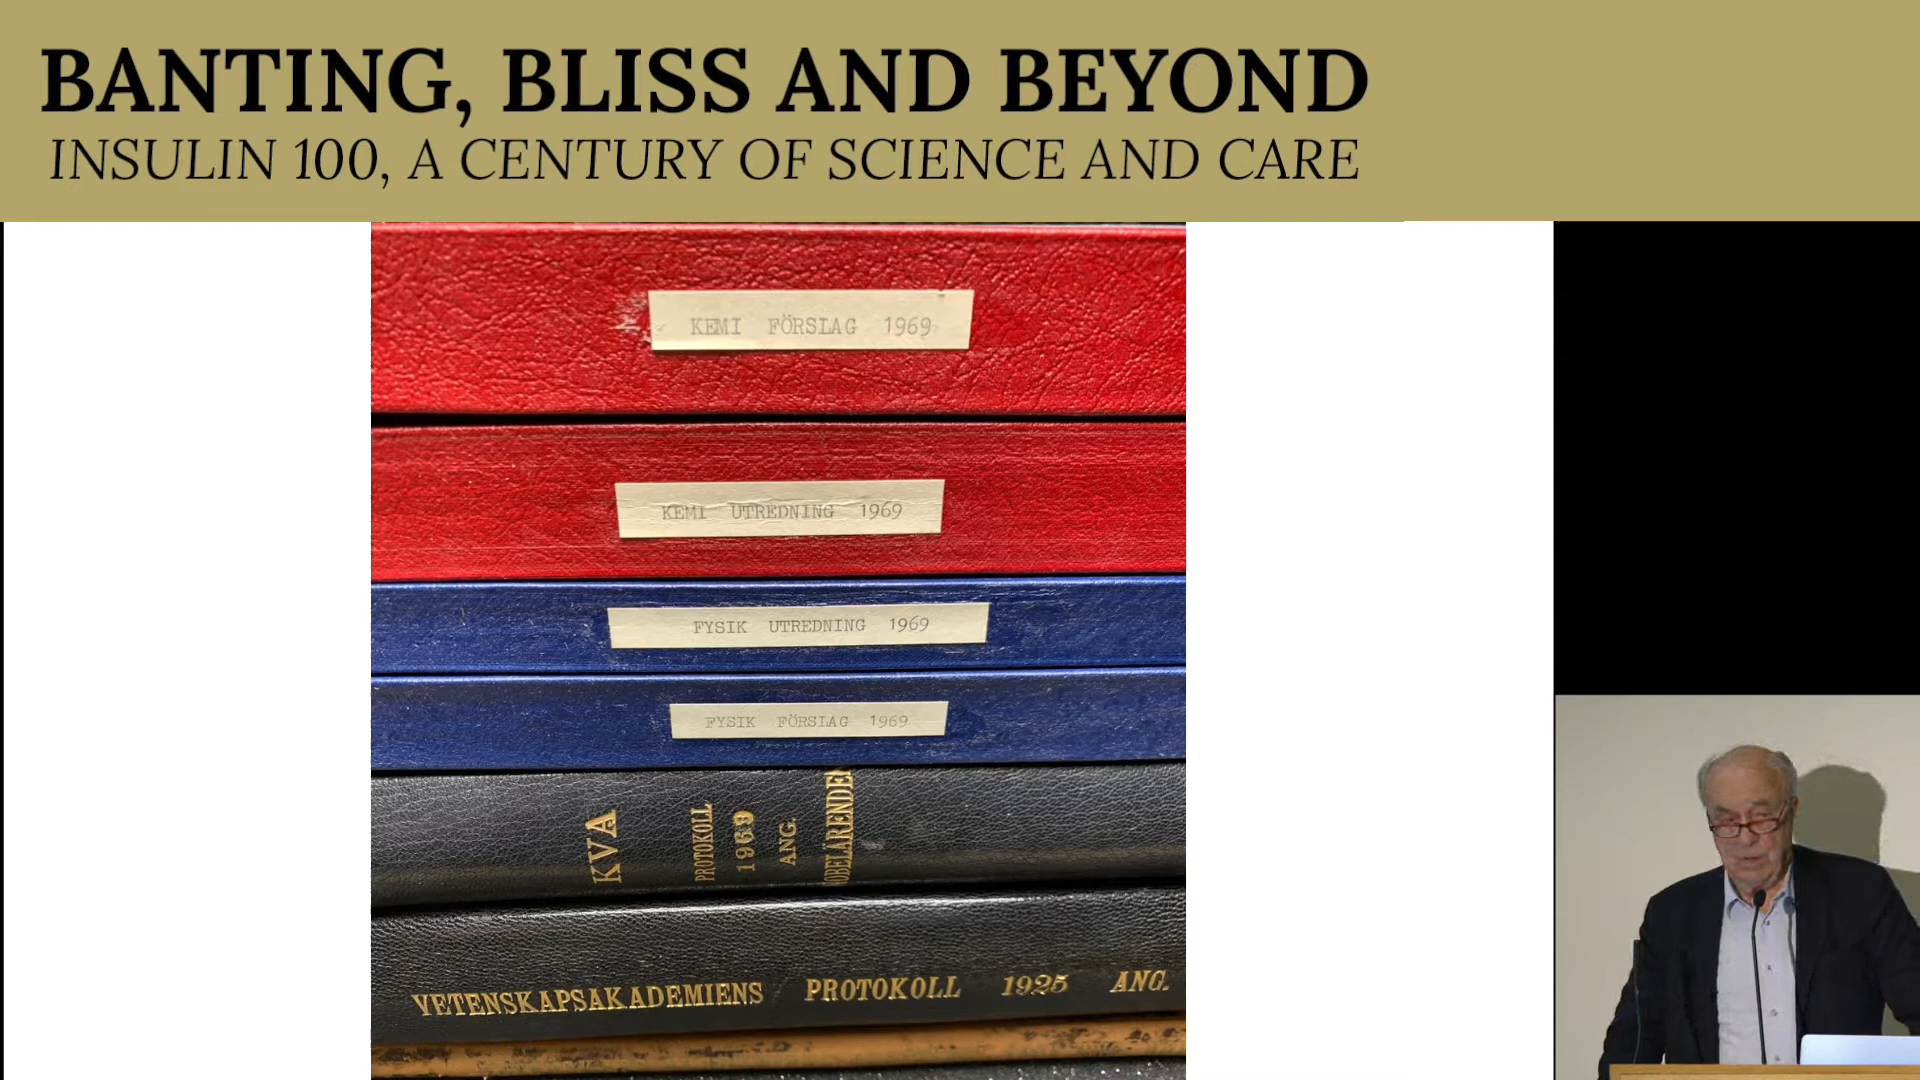 BANTING, BLISS AND BEYOND
INSULIN 100, A CENTURY OF SCIENCE AND CARE
KEMI FÖRSLAG 1969
KEMI UTREDNING 1969
FYSIK UTREDNING 1969
FYSIK FÖRSLAG 1969
KVA
PROTOKOLL
1969
ANG.
NOBELÄRENDEN
VETENSKAPSAKADEMIENS PROTOKOLL 1925 ANG.